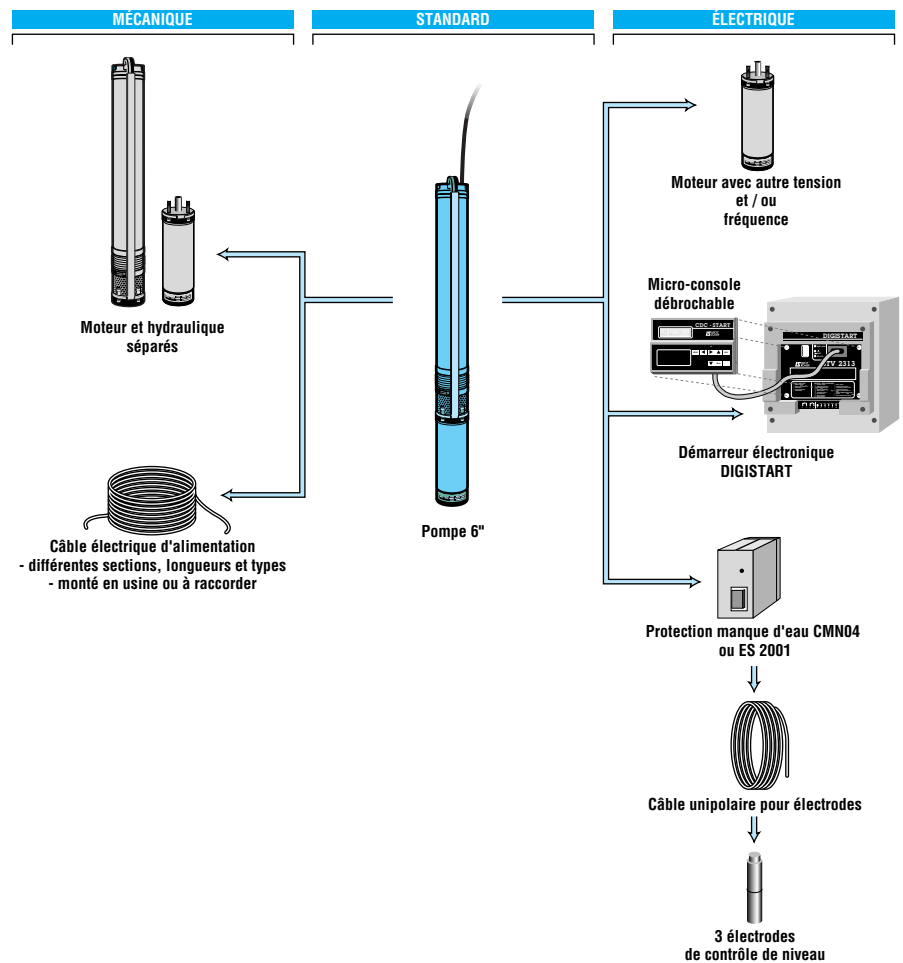 MÉCANIQUE
STANDARD
ÉLECTRIQUE
Moteur et hydraulique
séparés
Câble électrique d'alimentation
- différentes sections, longueurs et types
- monté en usine ou à raccorder
Pompe 6"
Moteur avec autre tension
et / ou
fréquence
Micro-console
débrochable
CDC - START
DIGISTART
STV 2313
Démarreur électronique
DIGISTART
Protection manque d'eau CMN04
ou ES 2001
Câble unipolaire pour électrodes
3 électrodes
de contrôle de niveau